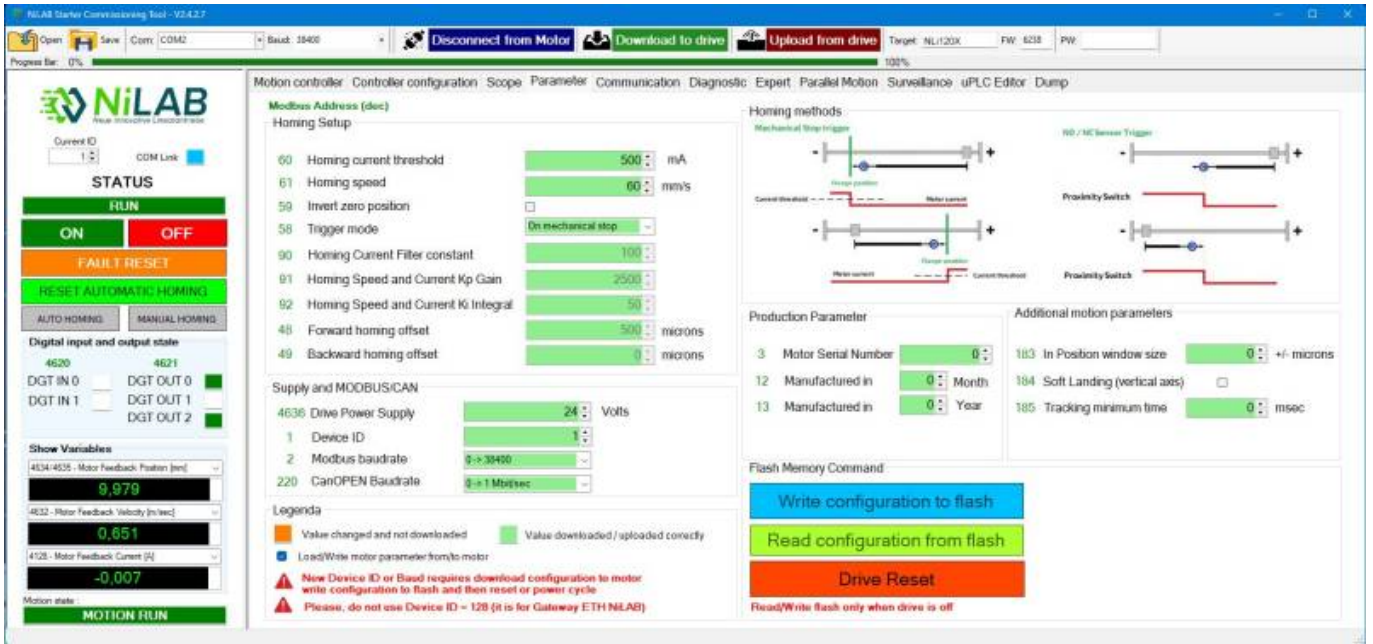 NiLAB Starter Commissioning Tool - V2.4.2.7
Open Save Com: COM2 Baud: 38400 Disconnect from Motor Download to drive Upload from drive Target: NLi120X FW: 6238 PW:
Progress Bar: 0% 100%
Motion controller Controller configuration Scope Parameter Communication Diagnostic Expert Parallel Motion Surveillance uPLC Editor Dump
NiLAB
Neue Innovative Linearantriebe
Current ID
1 COM Link
STATUS
RUN
ON OFF
FAULT RESET
RESET AUTOMATIC HOMING
AUTO HOMING MANUAL HOMING
Digital input and output state
4620 4621
DGT IN 0 DGT OUT 0
DGT IN 1 DGT OUT 1
DGT OUT 2
Show Variables
4634/4635 - Motor Feedback Position [mm]
9,979
4632 - Motor Feedback Velocity [m/sec]
0,651
4128 - Motor Feedback Current [A]
-0,007
Motion state :
MOTION RUN
Modbus Address (dec)
Homing Setup
60 Homing current threshold 500 mA
61 Homing speed 60 mm/s
59 Invert zero position
58 Trigger mode On mechanical stop
90 Homing Current Filter constant 100
91 Homing Speed and Current Kp Gain 2500
92 Homing Speed and Current Ki Integral 50
48 Forward homing offset 500 microns
49 Backward homing offset 0 microns
Supply and MODBUS/CAN
4636 Drive Power Supply 24 Volts
1 Device ID 1
2 Modbus baudrate 0 -> 38400
220 CanOPEN Baudrate 0 -> 1 Mbit/sec
Legenda
Value changed and not downloaded Value downloaded / uploaded correctly
Load/Write motor parameter from/to motor
New Device ID or Baud requires download configuration to motor
write configuration to flash and then reset or power cycle
Please, do not use Device ID = 128 (it is for Gateway ETH NiLAB)
Homing methods
Mechanical Stop trigger NO / NC Sensor Trigger
- + - +
Flange position
Current threshold Motor current Proximity Switch
- + - +
Flange position
Motor current Current threshold Proximity Switch
Production Parameter
3 Motor Serial Number 0
12 Manufactured in 0 Month
13 Manufactured in 0 Year
Additional motion parameters
183 In Position window size 0 +/- microns
184 Soft Landing (vertical axis)
185 Tracking minimum time 0 msec
Flash Memory Command
Write configuration to flash
Read configuration from flash
Drive Reset
Read/Write flash only when drive is off